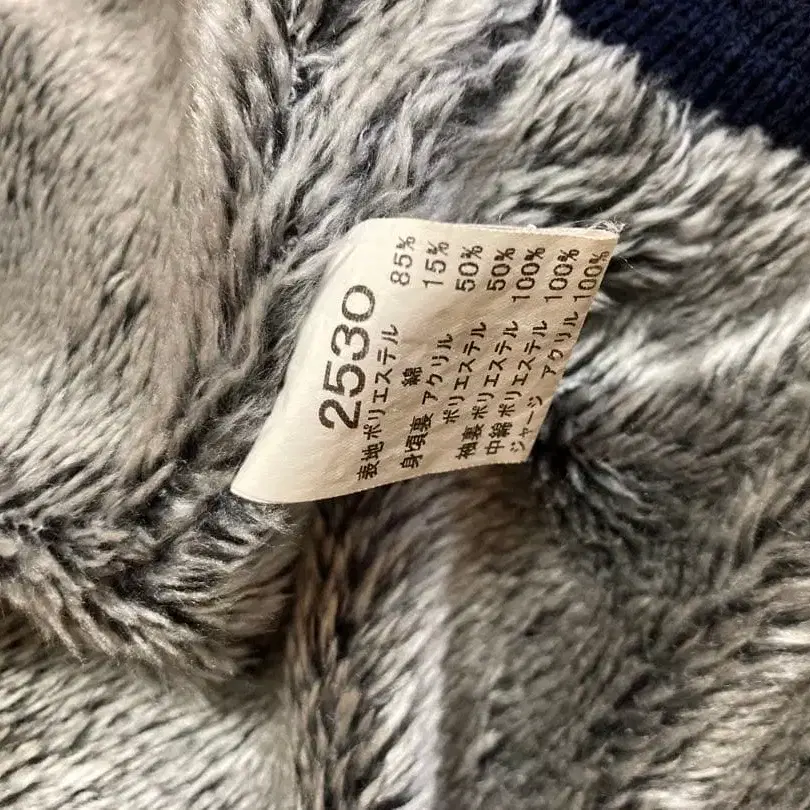 2530
表地 ポリエステル 85%
綿 15%
身頃裏 アクリル 50%
ポリエステル 50%
袖裏 ポリエステル 100%
中綿 ポリエステル 100%
ジャージ アクリル 100%